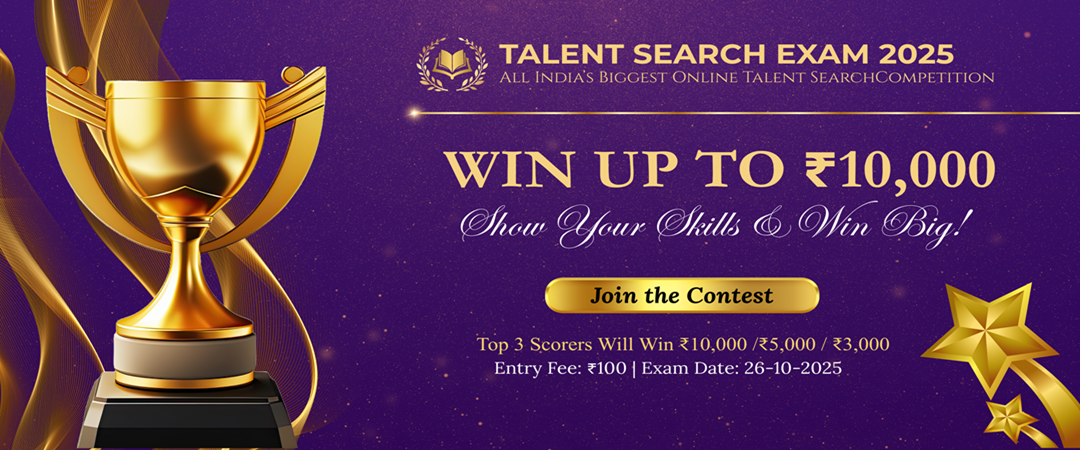 TALENT SEARCH EXAM 2025
ALL INDIA'S BIGGEST ONLINE TALENT SEARCHCOMPETITION
WIN UP TO ₹10,000
Show Your Skills & Win Big!
Join the Contest
Top 3 Scorers Will Win ₹10,000 /₹5,000 / ₹3,000
Entry Fee: ₹100 | Exam Date: 26-10-2025